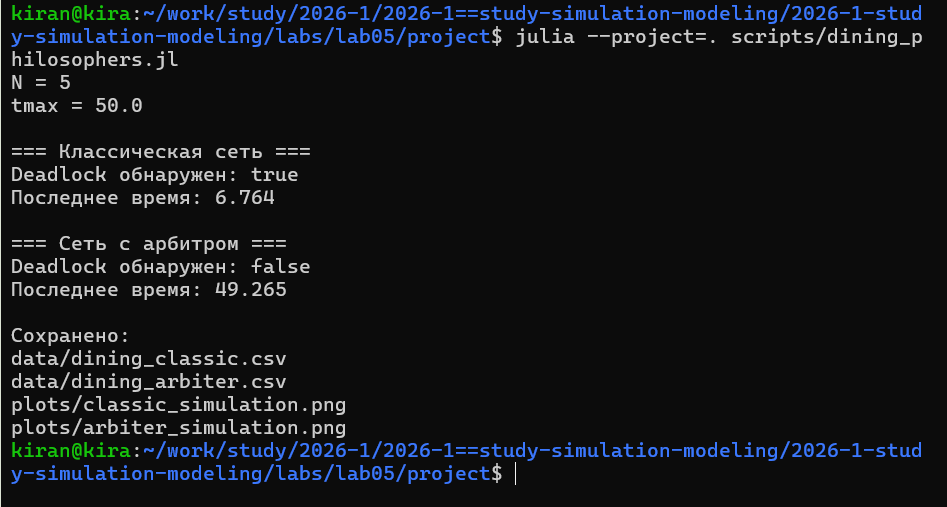 kiran@kira:~/work/study/2026-1/2026-1==study-simulation-modeling/2026-1-stud
y-simulation-modeling/labs/lab05/project$ julia --project=. scripts/dining_p
hilosophers.jl
N = 5
tmax = 50.0
=== Классическая сеть ===
Deadlock обнаружен: true
Последнее время: 6.764
=== Сеть с арбитром ===
Deadlock обнаружен: false
Последнее время: 49.265
Сохранено:
data/dining_classic.csv
data/dining_arbiter.csv
plots/classic_simulation.png
plots/arbiter_simulation.png
kiran@kira:~/work/study/2026-1/2026-1==study-simulation-modeling/2026-1-stud
y-simulation-modeling/labs/lab05/project$